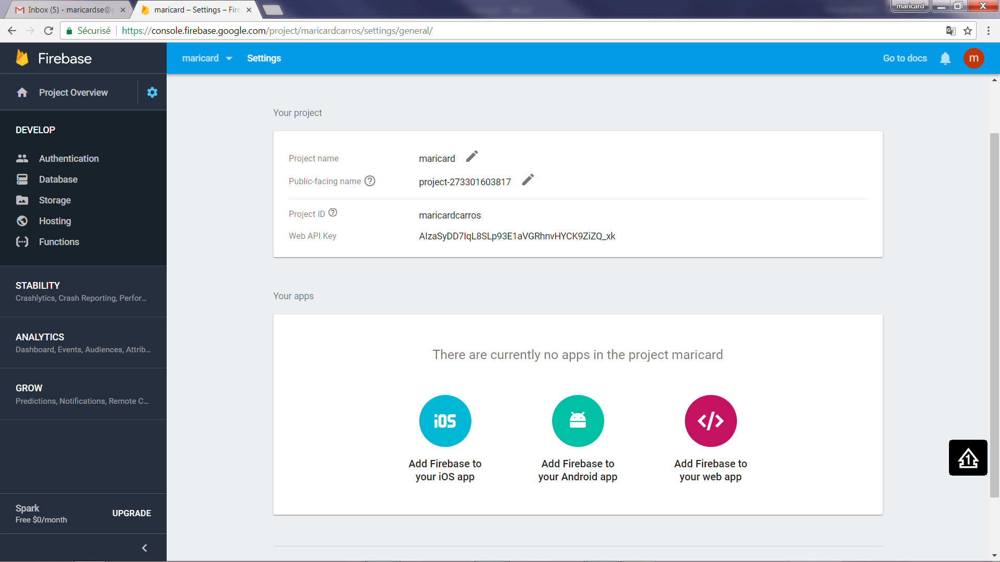 Inbox (5) - maricardse@g
maricard – Settings – Fire
maricard
Sécurisé
https://console.firebase.google.com/project/maricardcarros/settings/general/
Firebase
maricard
Settings
Go to docs
m
Project Overview
DEVELOP
Authentication
Database
Storage
Hosting
Functions
STABILITY
Crashlytics, Crash Reporting, Perfor...
ANALYTICS
Dashboard, Events, Audiences, Attrib...
GROW
Predictions, Notifications, Remote C...
Spark
Free $0/month
UPGRADE
Your project
Project name
maricard
Public-facing name ?
project-273301603817
Project ID ?
maricardcarros
Web API Key
AIzaSyDD7IqL8SLp93E1aVGRhnvHYCK9ZiZQ_xk
Your apps
There are currently no apps in the project maricard
iOS
</>
Add Firebase to
your iOS app
Add Firebase to
your Android app
Add Firebase to
your web app
1